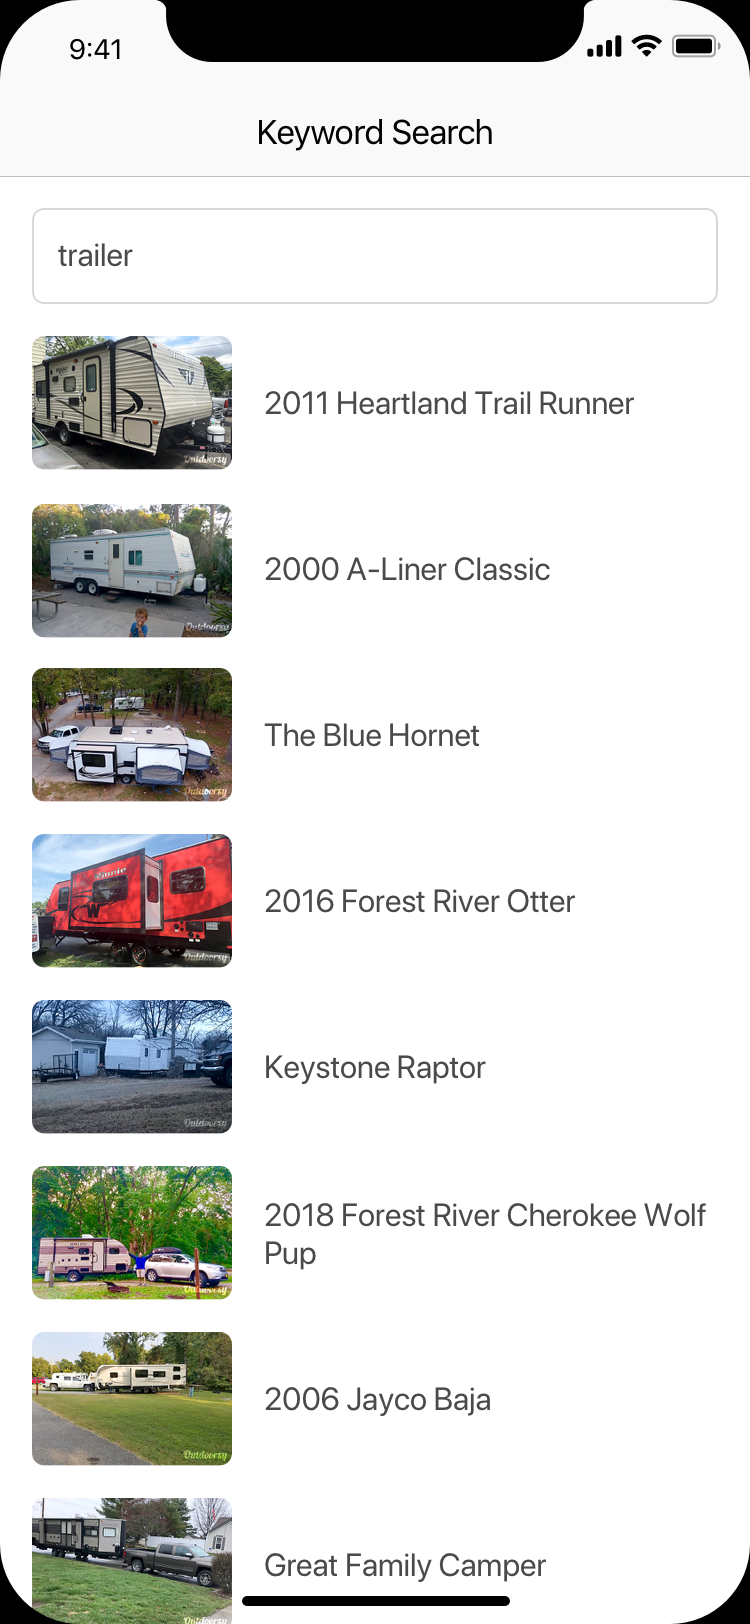 9:41
Keyword Search
trailer
Outdoorsy
2011 Heartland Trail Runner
Outdoorsy
2000 A-Liner Classic
Outdoorsy
The Blue Hornet
Winnie
W
Outdoorsy
2016 Forest River Otter
Outdoorsy
Keystone Raptor
Outdoorsy
2018 Forest River Cherokee Wolf
Pup
Outdoorsy
2006 Jayco Baja
Outdoorsy
Great Family Camper